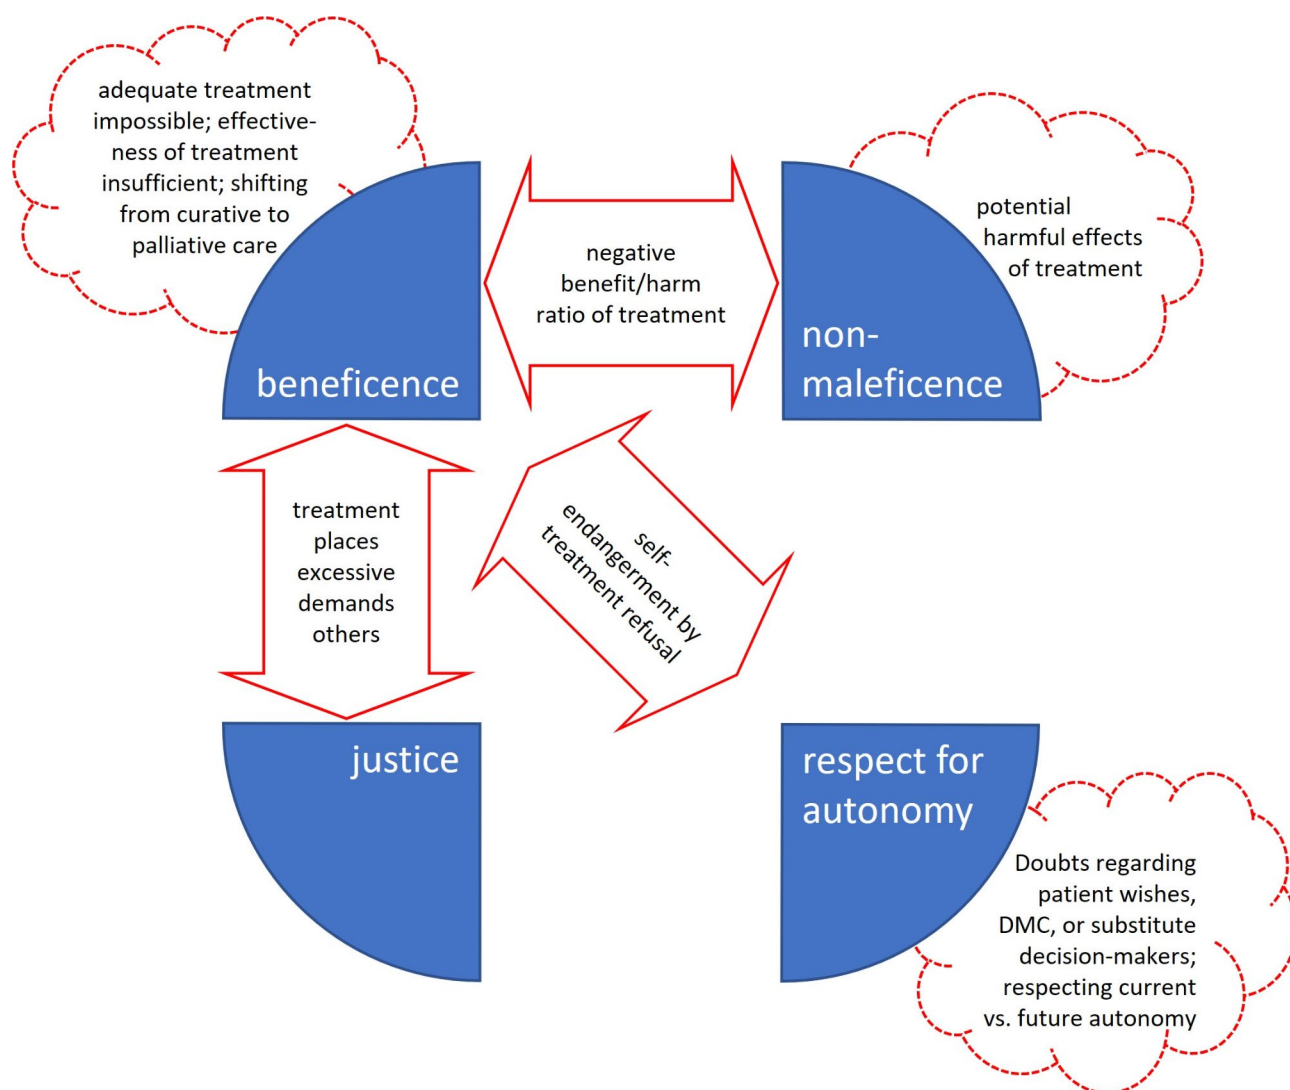 adequate treatment
impossible; effective-
ness of treatment
insufficient; shifting
from curative to
palliative care
beneficence
negative
benefit/harm
ratio of treatment
potential
harmful effects
of treatment
non-
maleficence
treatment
places
excessive
demands
others
self-
endangerment by
treatment refusal
justice
respect for
autonomy
Doubts regarding
patient wishes,
DMC, or substitute
decision-makers;
respecting current
vs. future autonomy